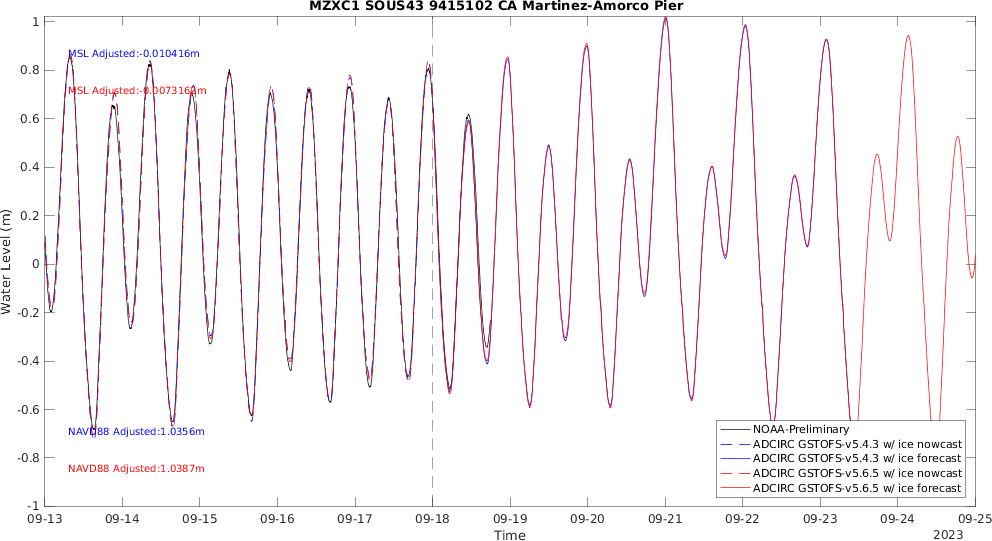 MZXC1 SOUS43 9415102 CA Martinez-Amorco Pier
MSL Adjusted:-0.010416m
MSL Adjusted:-0.0073162m
NAVD88 Adjusted:1.0356m
NAVD88 Adjusted:1.0387m
Water Level (m)
1
0.8
0.6
0.4
0.2
0
-0.2
-0.4
-0.6
-0.8
-1
NOAA-Preliminary
ADCIRC GSTOFS-v5.4.3 w/ ice nowcast
ADCIRC GSTOFS-v5.4.3 w/ ice forecast
ADCIRC GSTOFS-v5.6.5 w/ ice nowcast
ADCIRC GSTOFS-v5.6.5 w/ ice forecast
09-13 09-14 09-15 09-16 09-17 09-18 09-19 09-20 09-21 09-22 09-23 09-24 09-25
Time
2023